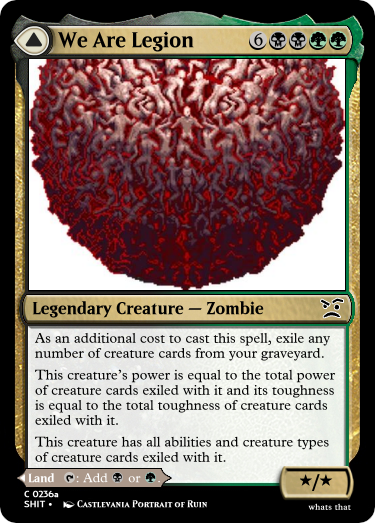 We Are Legion 6
Legendary Creature — Zombie
As an additional cost to cast this spell, exile any
number of creature cards from your graveyard.
This creature's power is equal to the total power
of creature cards exiled with it and its toughness
is equal to the total toughness of creature cards
exiled with it.
This creature has all abilities and creature types
of creature cards exiled with it.
Land : Add or .
★/★
C 0236a
SHIT • Castlevania Portrait of Ruin
whats that